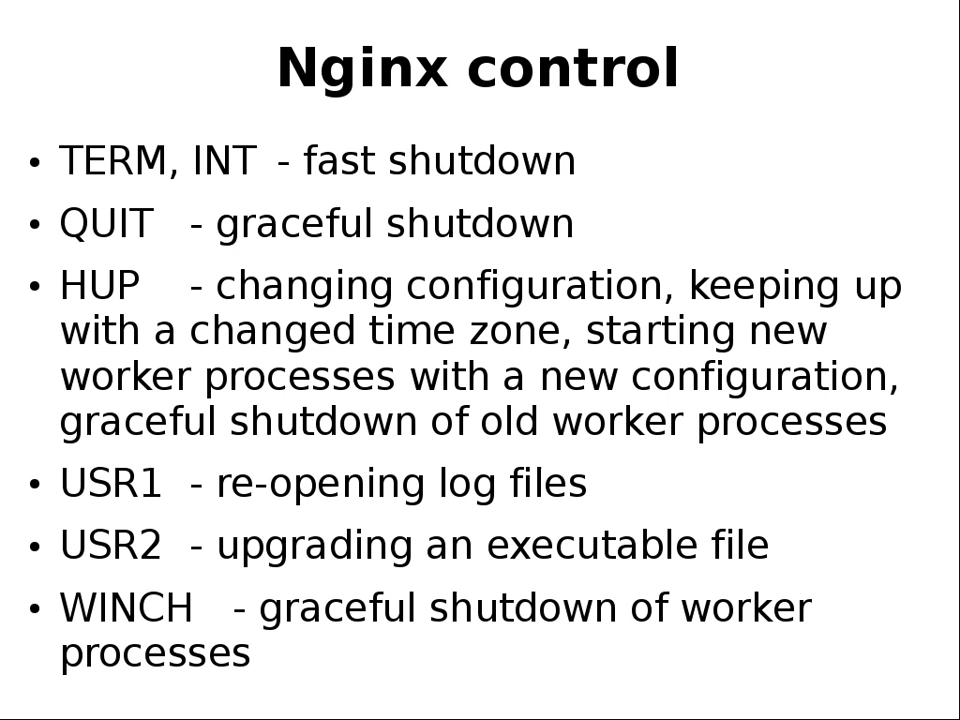 Nginx control
• TERM, INT - fast shutdown
• QUIT - graceful shutdown
• HUP - changing configuration, keeping up
with a changed time zone, starting new
worker processes with a new configuration,
graceful shutdown of old worker processes
• USR1 - re-opening log files
• USR2 - upgrading an executable file
• WINCH - graceful shutdown of worker
processes